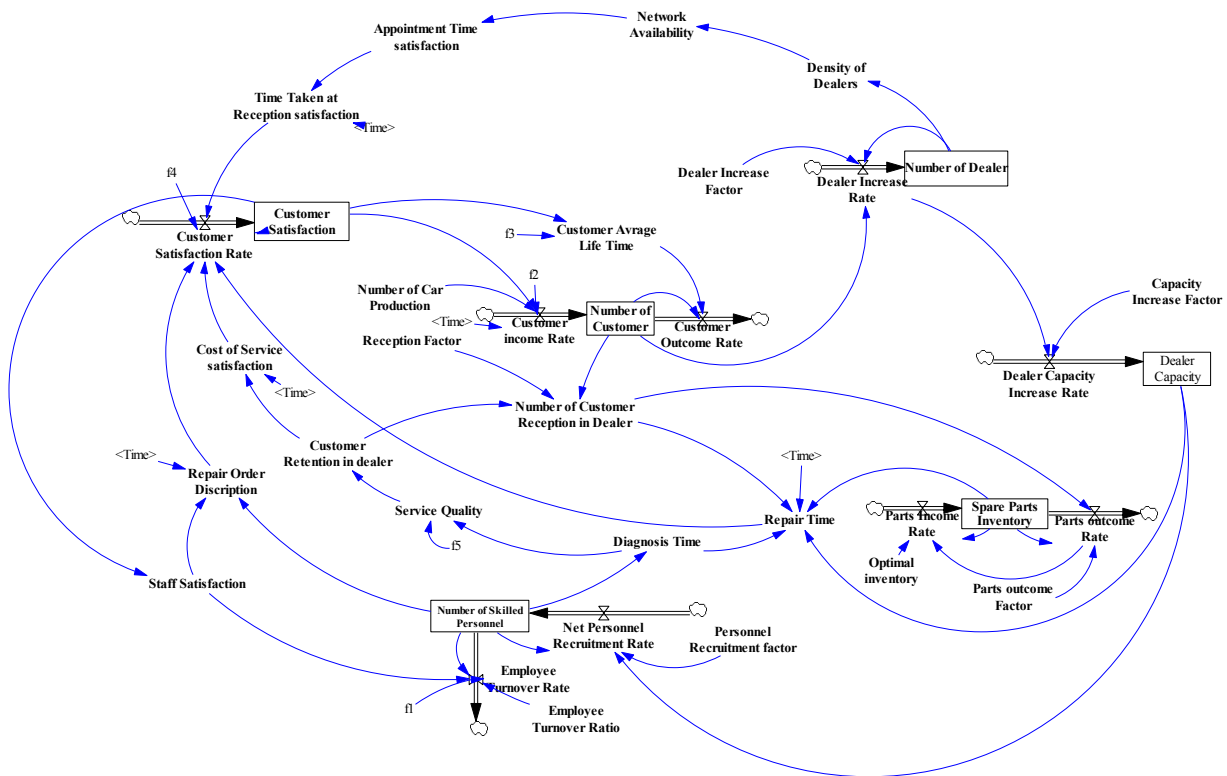 Network
Availability
Appointment Time
satisfaction
Density of
Dealers
Time Taken at
Reception satisfaction
<Time>
f4
Dealer Increase
Factor
Number of Dealer
Dealer Increase
Rate
Customer
Satisfaction
Customer
Satisfaction Rate
f3
Customer Avrage
Life Time
f2
Number of Car
Production
Capacity
Increase Factor
Number of
Customer
<Time>
Customer
income Rate
Customer
Outcome Rate
Reception Factor
Cost of Service
satisfaction
<Time>
Dealer
Capacity
Dealer Capacity
Increase Rate
Number of Customer
Reception in Dealer
Customer
Retention in dealer
<Time>
Repair Order
Discription
<Time>
Service Quality
f5
Repair Time
Spare Parts
Inventory
Parts Income
Rate
Parts outcome
Rate
Diagnosis Time
Optimal
inventory
Parts outcome
Factor
Staff Satisfaction
Number of Skilled
Personnel
Net Personnel
Recruitment Rate
Personnel
Recruitment factor
Employee
Turnover Rate
f1
Employee
Turnover Ratio